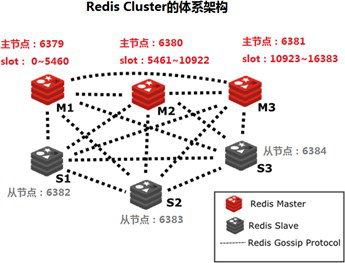 Redis Cluster的体系架构
主节点：6379
slot： 0~5460
主节点：6380
slot：5461~10922
主节点：6381
slot：10923~16383
M1
M2
M3
S1
S2
S3
从节点：6384
从节点：6382
从节点：6383
Redis Master
Redis Slave
Redis Gossip Protocol